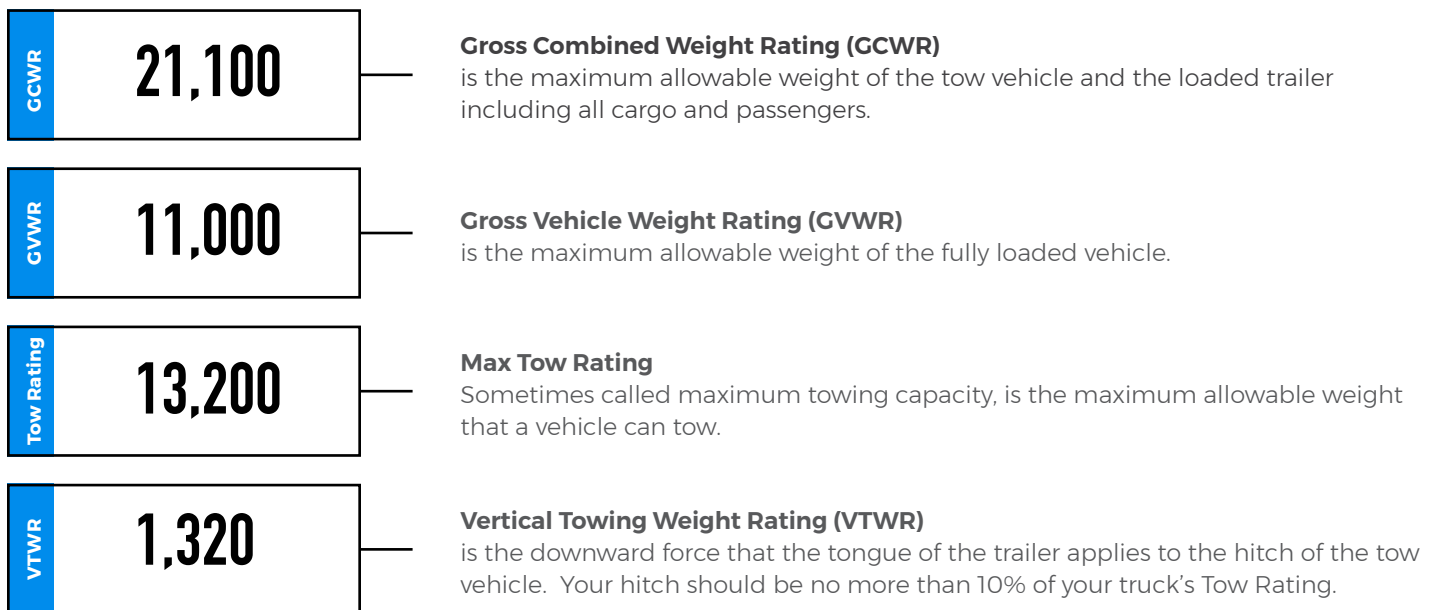 GCWR
21,100
Gross Combined Weight Rating (GCWR)
is the maximum allowable weight of the tow vehicle and the loaded trailer
including all cargo and passengers.
GVWR
11,000
Gross Vehicle Weight Rating (GVWR)
is the maximum allowable weight of the fully loaded vehicle.
Tow Rating
13,200
Max Tow Rating
Sometimes called maximum towing capacity, is the maximum allowable weight
that a vehicle can tow.
VTWR
1,320
Vertical Towing Weight Rating (VTWR)
is the downward force that the tongue of the trailer applies to the hitch of the tow
vehicle.  Your hitch should be no more than 10% of your truck’s Tow Rating.